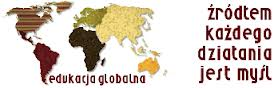 edukacja globalna
źródłem
każdego
działania
jest myśl